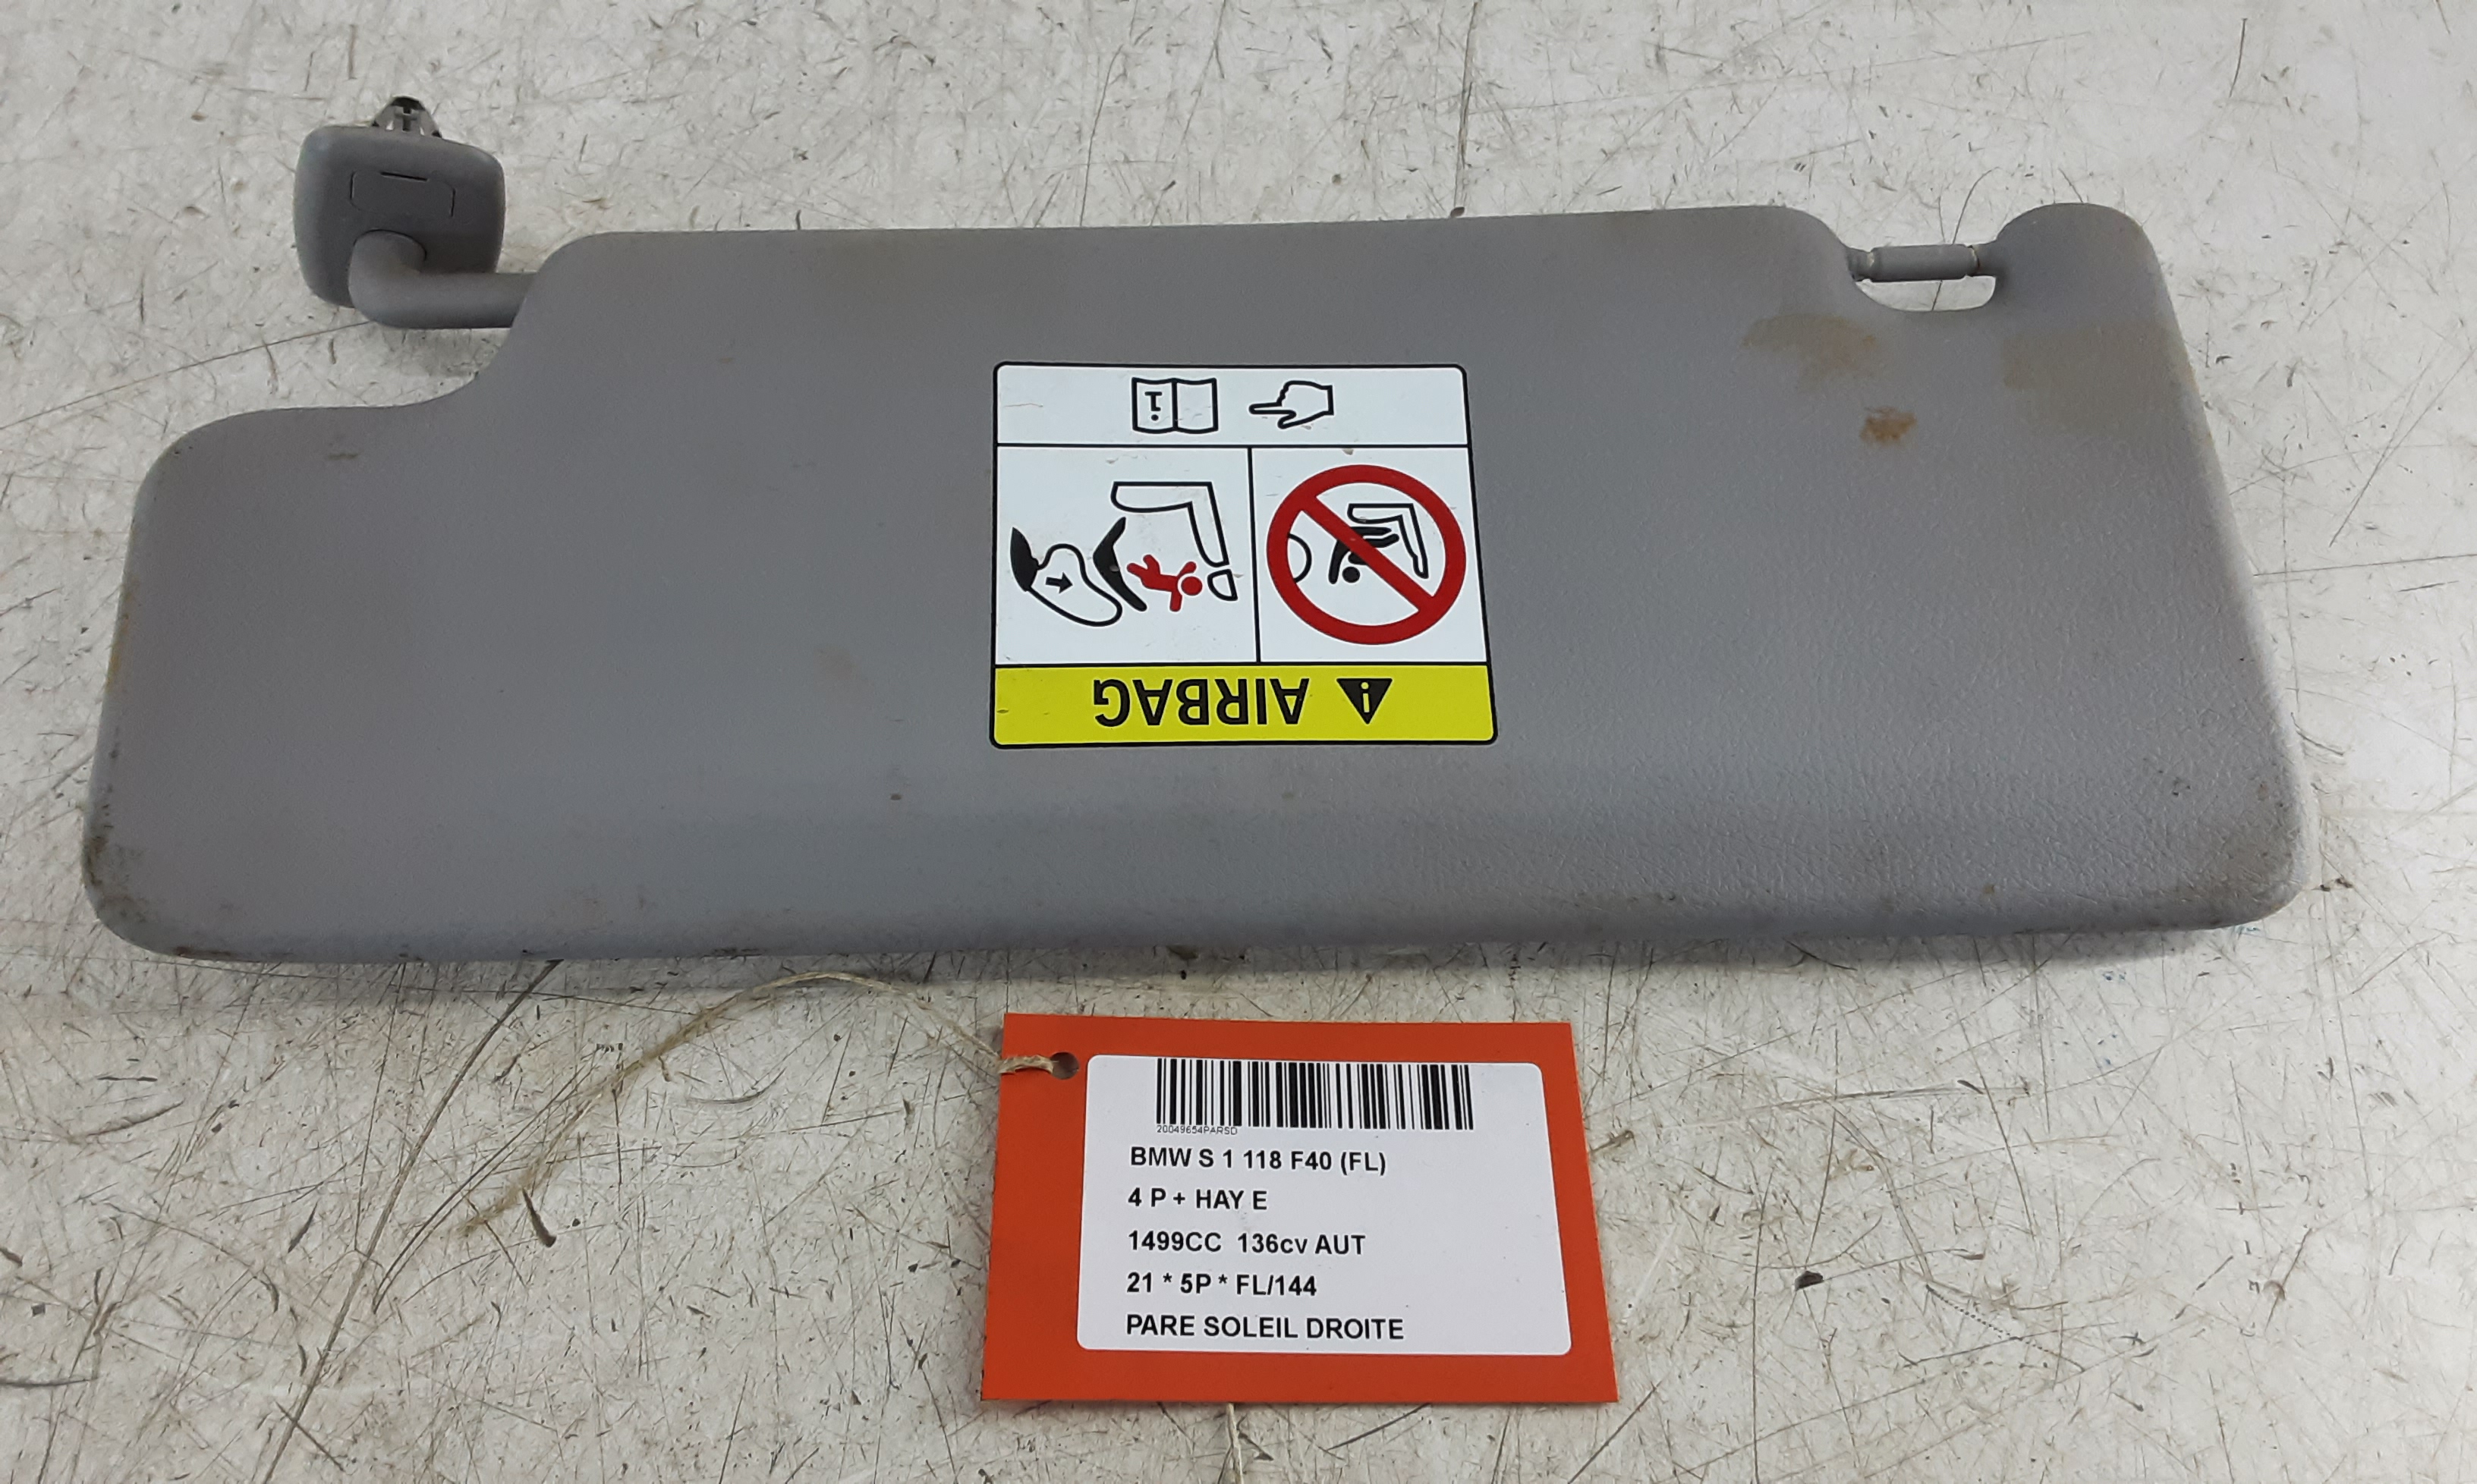 i
AIRBAG
20049654PARSD
BMW S 1 118 F40 (FL)
4 P + HAY E
1499CC 136cv AUT
21 * 5P * FL/144
PARE SOLEIL DROITE